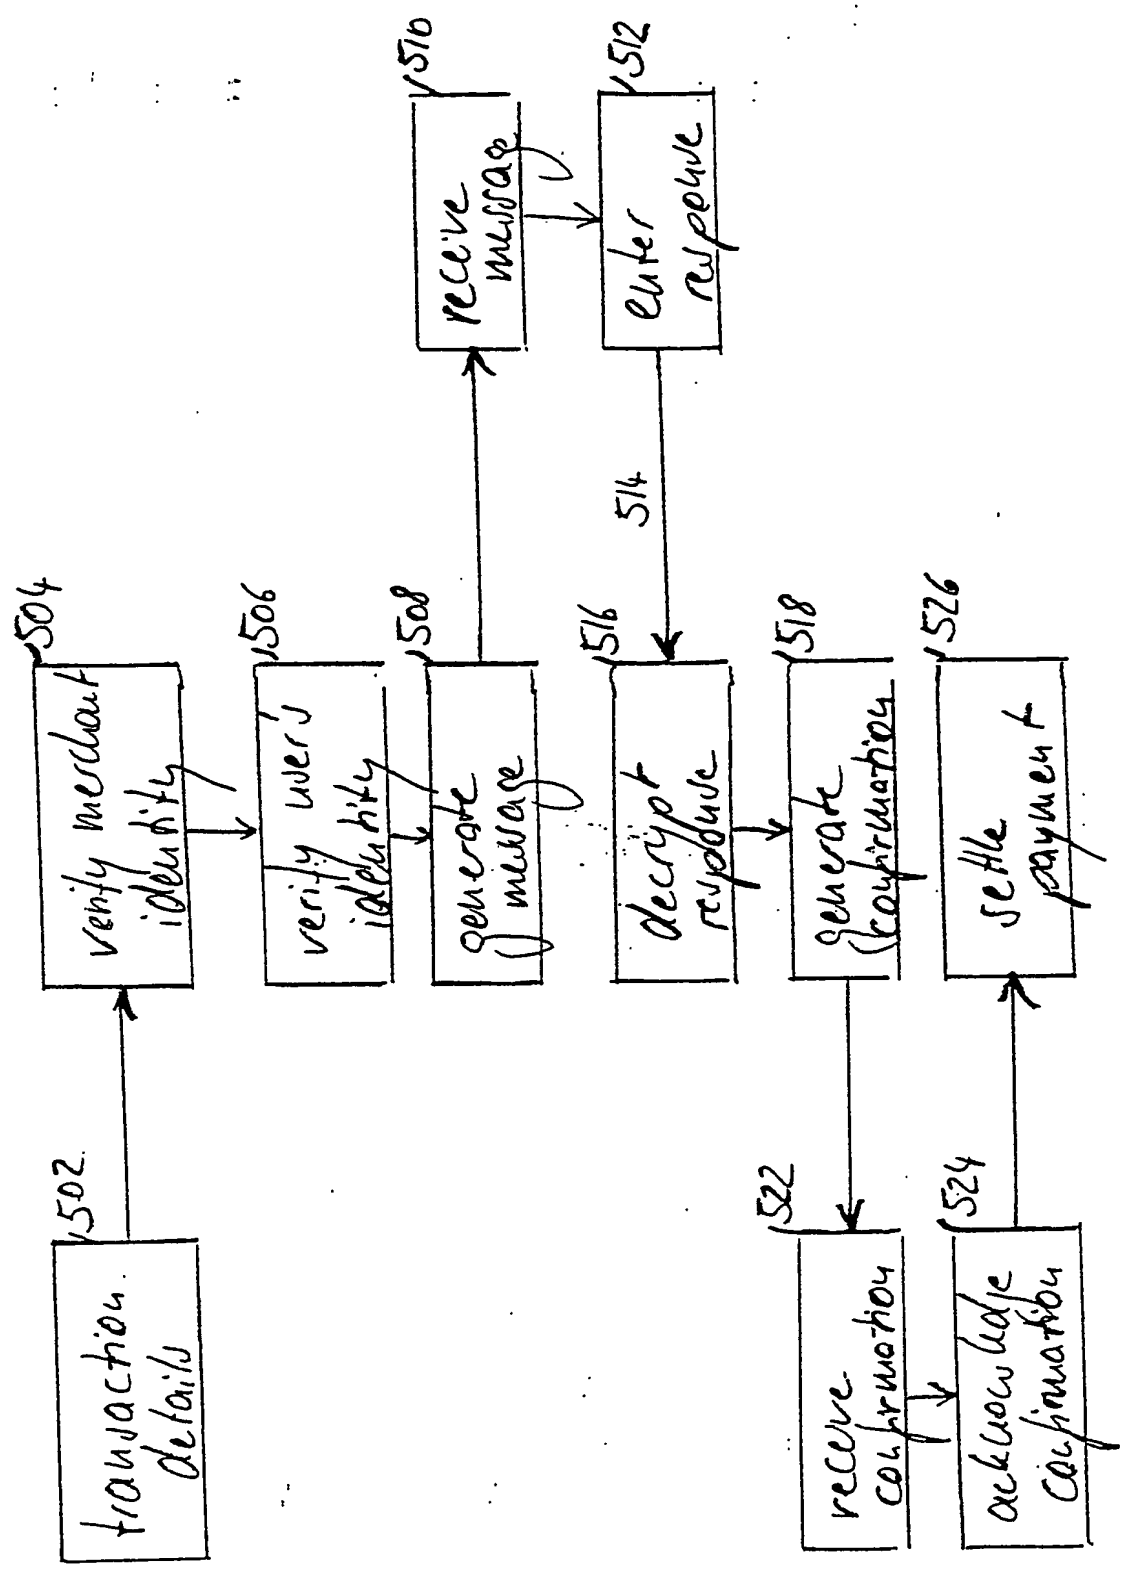 502
transaction
details
504
verify merchant
identity
506
verify user's
identity
508
generate
message
510
receive
message
512
enter
response
514
516
decrypt
response
518
generate
confirmation
522
receive
confirmation
524
acknowledge
confirmation
526
settle
payment